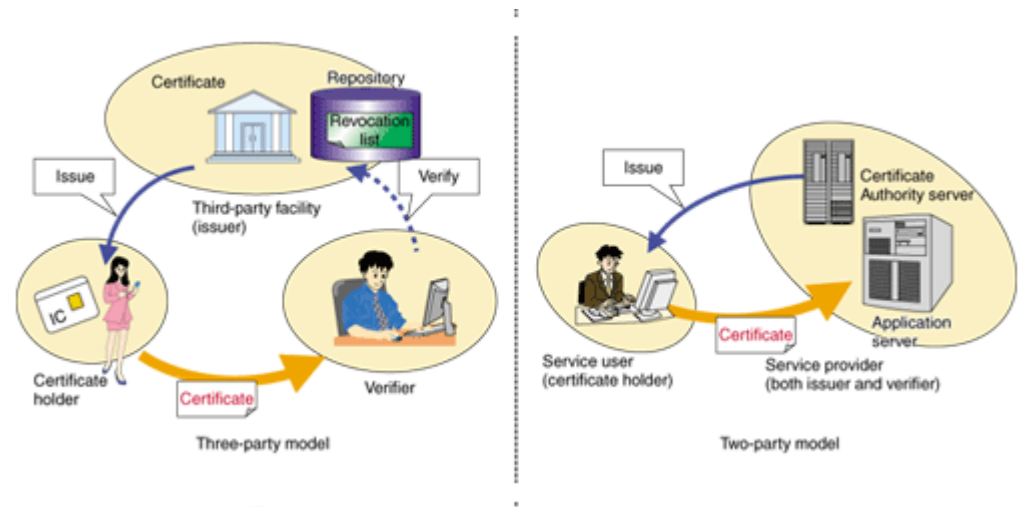 Certificate
Repository
Revocation
list
Issue
Verify
Third-party facility
(issuer)
IC
Certificate
holder
Certificate
Verifier
Three-party model
Issue
Certificate
Authority server
Application
server
Certificate
Service user
(certificate holder)
Service provider
(both issuer and verifier)
Two-party model